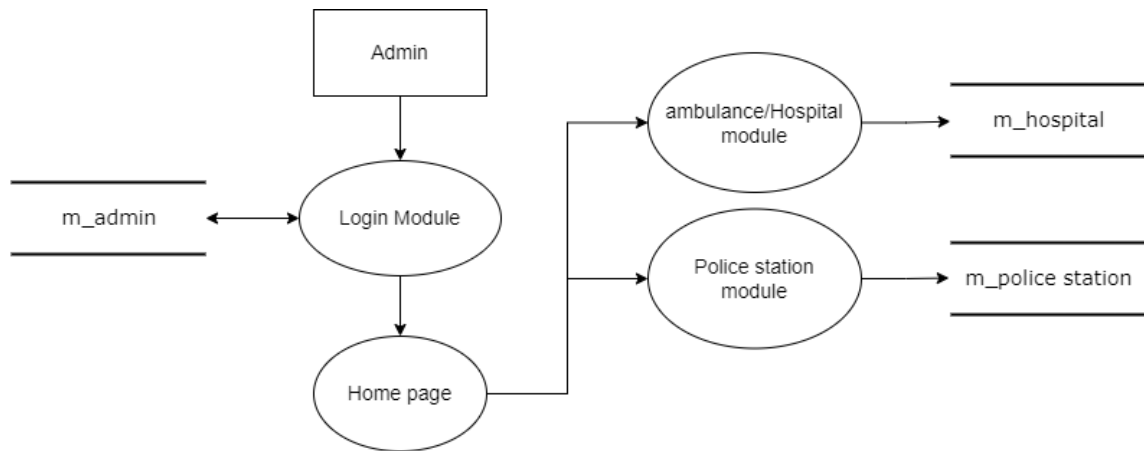 Admin
ambulance/Hospital
module
m_hospital
m_admin
Login Module
Police station
module
m_police station
Home page